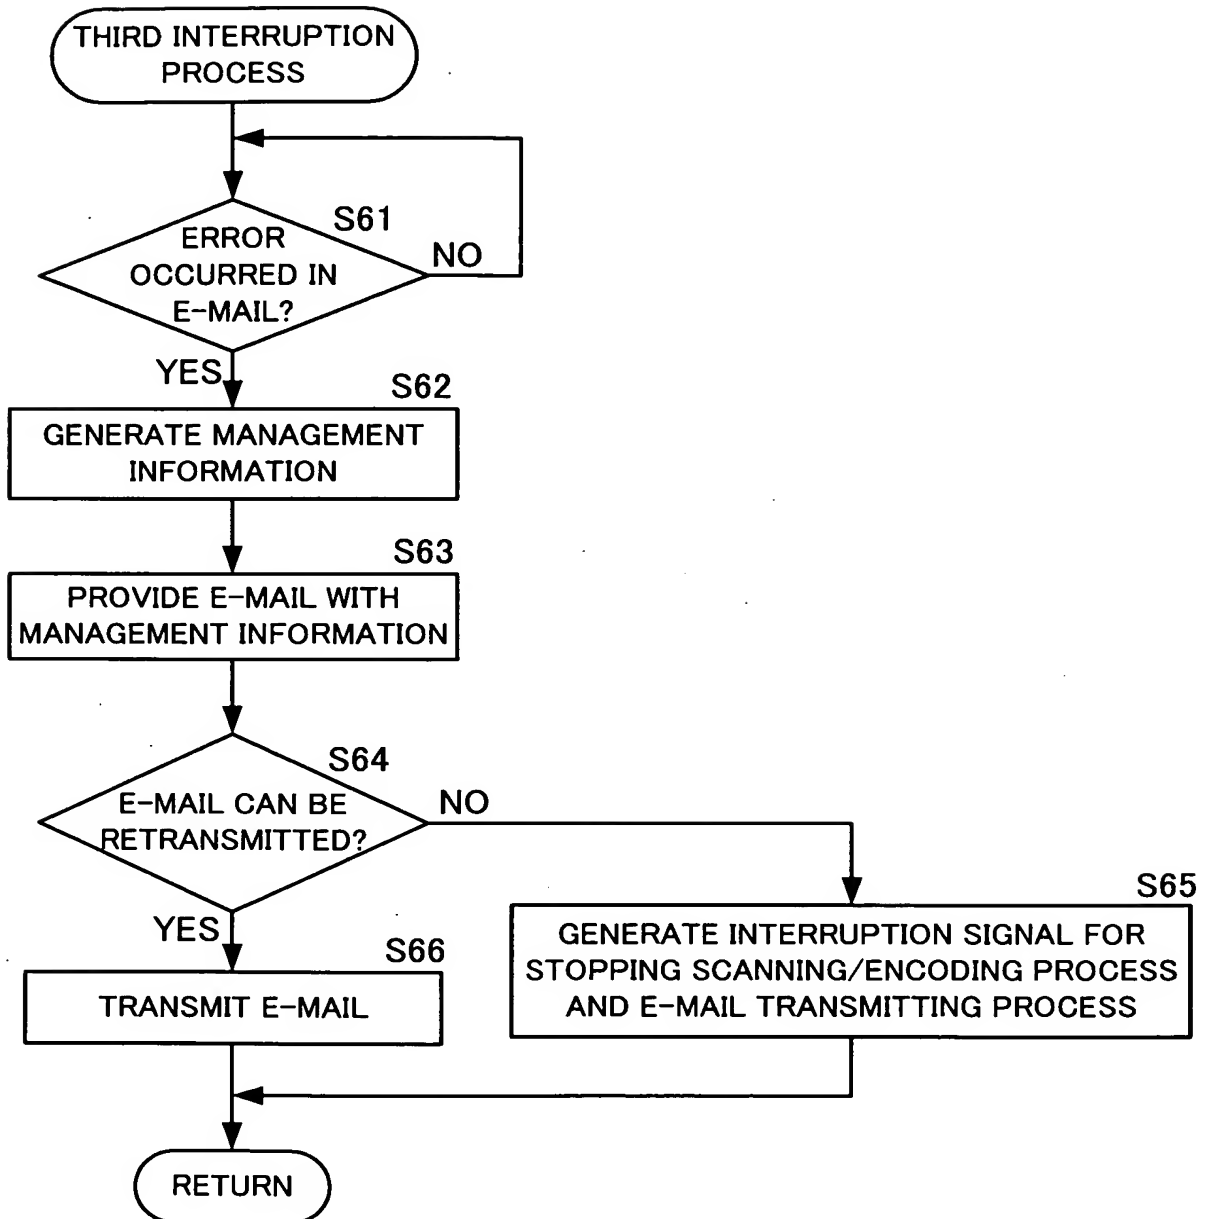 THIRD INTERRUPTION
PROCESS
S61
ERROR
OCCURRED IN
E-MAIL?
NO
YES
S62
GENERATE MANAGEMENT
INFORMATION
S63
PROVIDE E-MAIL WITH
MANAGEMENT INFORMATION
S64
E-MAIL CAN BE
RETRANSMITTED?
NO
YES
S65
GENERATE INTERRUPTION SIGNAL FOR
STOPPING SCANNING/ENCODING PROCESS
AND E-MAIL TRANSMITTING PROCESS
S66
TRANSMIT E-MAIL
RETURN